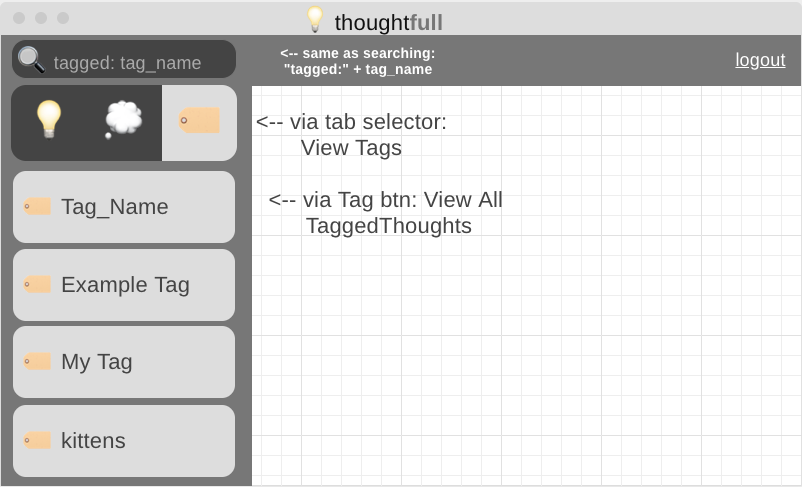 thoughtfull
tagged: tag_name
<-- same as searching:
"tagged:" + tag_name
logout
<-- via tab selector:
View Tags
<-- via Tag btn: View All
TaggedThoughts
Tag_Name
Example Tag
My Tag
kittens